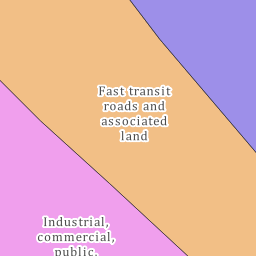 Fast transit
roads and
associated
land
Industrial,
commercial,
public,